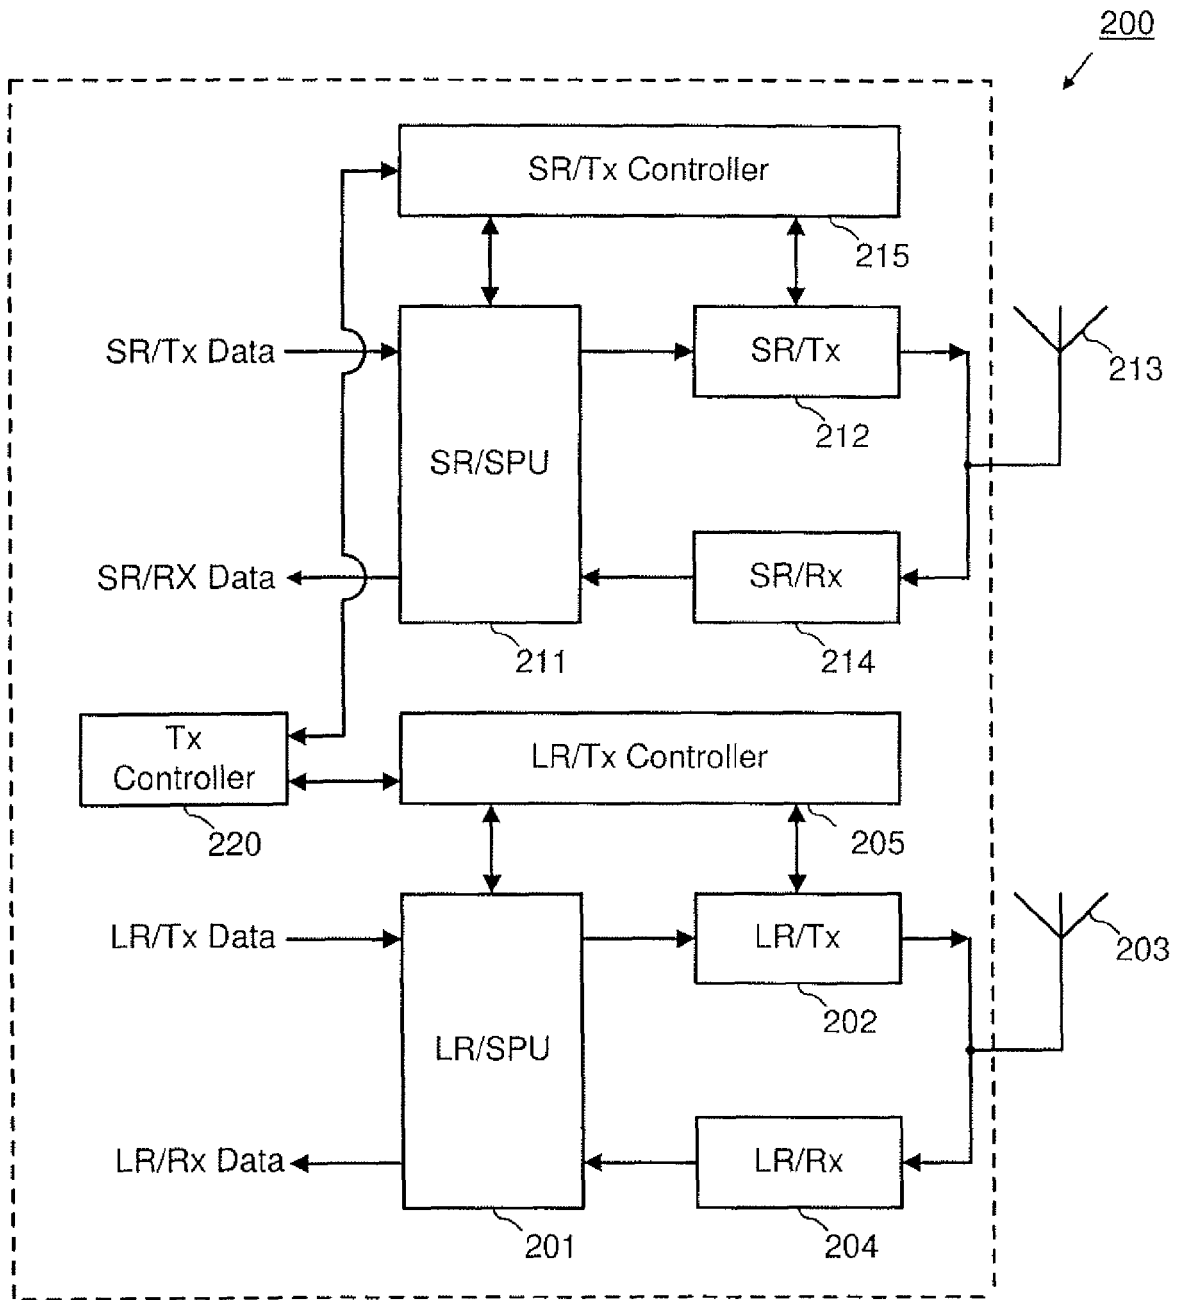 200
SR/Tx Controller
215
SR/Tx Data
SR/Tx
213
212
SR/SPU
SR/RX Data
SR/Rx
211
214
Tx
Controller
LR/Tx Controller
220
205
LR/Tx Data
LR/Tx
203
202
LR/SPU
LR/Rx Data
LR/Rx
201
204